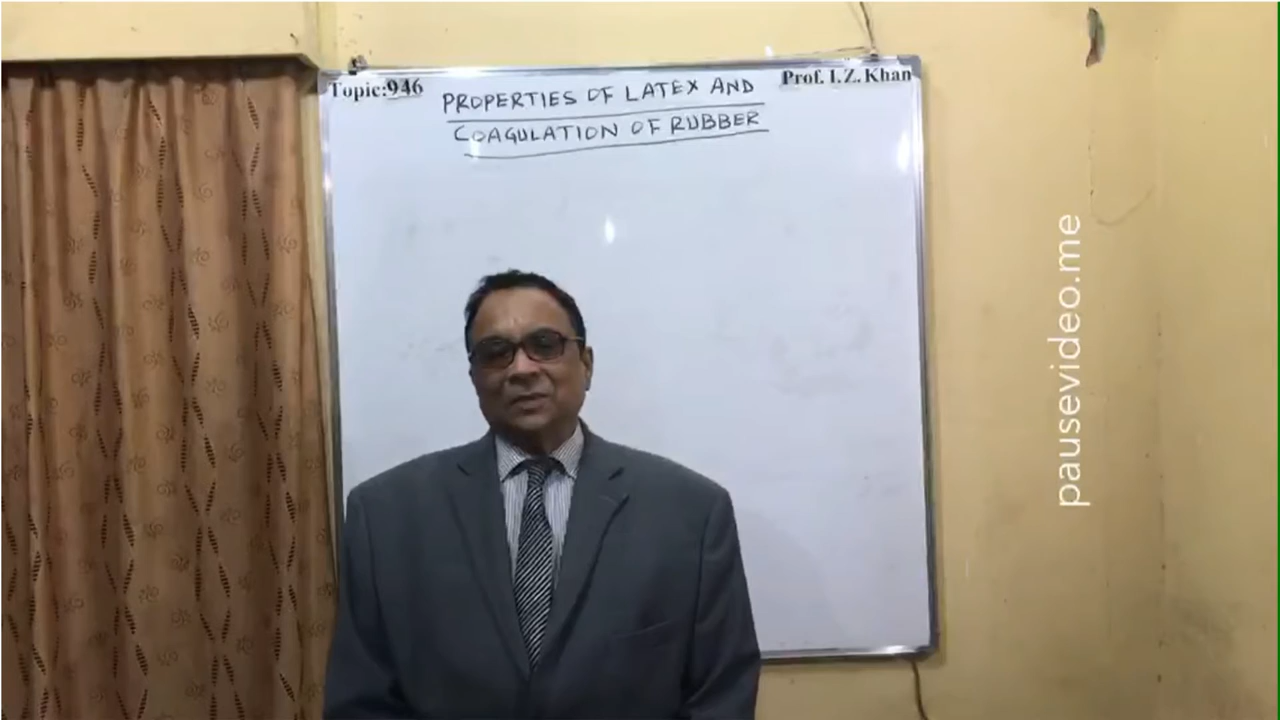 Topic:946
PROPERTIES OF LATEX AND
COAGULATION OF RUBBER
Prof. I. Z. Khan
pausevideo.me